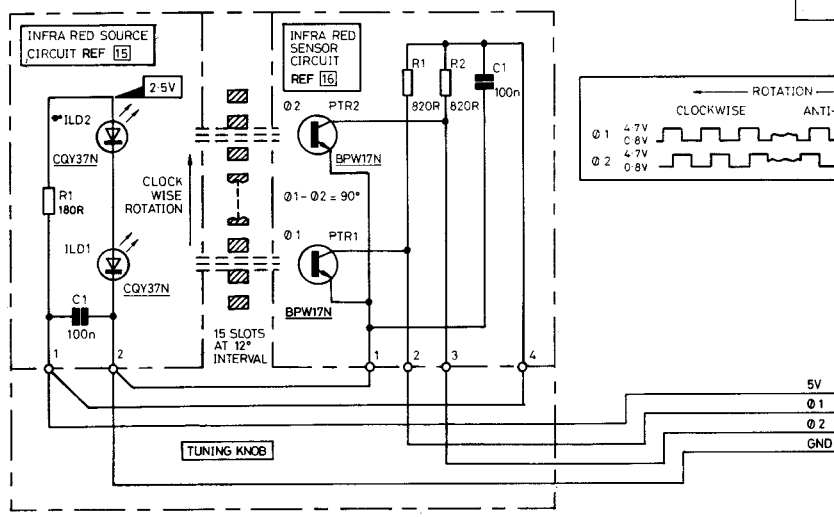 INFRA RED SOURCE
CIRCUIT REF 15
2·5V
ILD2
CQY37N
R1
180R
ILD1
CQY37N
C1
100n
1
2
CLOCK
WISE
ROTATION
15 SLOTS
AT 12°
INTERVAL
INFRA RED
SENSOR
CIRCUIT
REF 16
Ø2
PTR2
BPW17N
Ø1-Ø2 = 90°
Ø1
PTR1
BPW17N
R1
820R
R2
820R
C1
100n
1
2
3
4
ROTATION
CLOCKWISE
ANTI-
Ø1
4·7V
0·8V
Ø2
4·7V
0·8V
TUNING KNOB
5V
Ø1
Ø2
GND